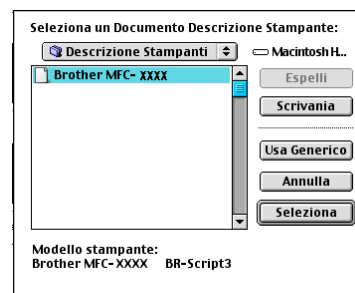 Seleziona un Documento Descrizione Stampante:
Descrizione Stampanti
Macintosh H...
Brother MFC- XXXX
Espelli
Scrivania
Usa Generico
Annulla
Seleziona
Modello stampante:
Brother MFC-XXXX BR-Script3